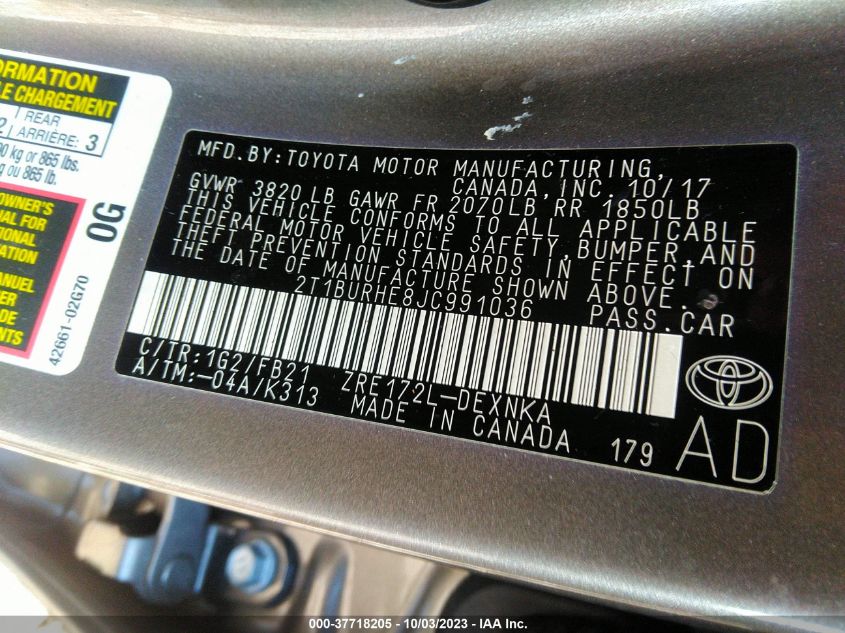 ORMATION
LE CHARGEMENT
2 REAR ARRIÈRE: 3
kg or 865 lbs.
g ou 865 lb.
OWNER'S
AL FOR
IONAL
ATION
ANUEL
ER
DE
ENTS
0G
42661-02G70
MFD. BY: TOYOTA MOTOR MANUFACTURING,
CANADA, INC. 10/17
GVWR 3820 LB GAWR FR 2070LB RR 1850LB
THIS VEHICLE CONFORMS TO ALL APPLICABLE
FEDERAL MOTOR VEHICLE SAFETY, BUMPER, AND
THEFT PREVENTION STANDARDS IN EFFECT ON
THE DATE OF MANUFACTURE SHOWN ABOVE.
2T1BURHE8JC991036 PASS.CAR
C/TR:1G2/FB21 ZRE172L-DEXNKA
A/TM:-04A/K313 MADE IN CANADA 179
AD
000-37718205 - 10/03/2023 - IAA Inc.